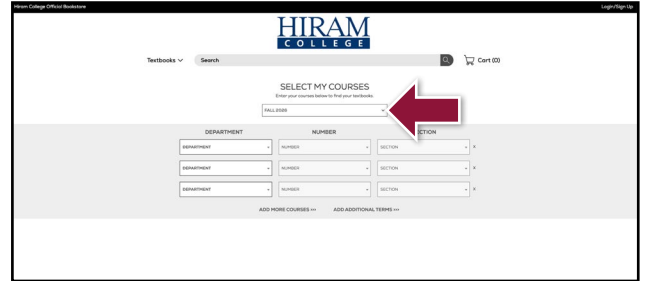 Hiram College Official Bookstore Login/Sign Up
HIRAM
COLLEGE
Textbooks Search Cart (0)
SELECT MY COURSES
Enter your courses below to find your textbooks.
FALL 2025
DEPARTMENT NUMBER CTION
DEPARTMENT NUMBER SECTION X
DEPARTMENT NUMBER SECTION X
DEPARTMENT NUMBER SECTION X
ADD MORE COURSES >>> ADD ADDITIONAL TERMS >>>